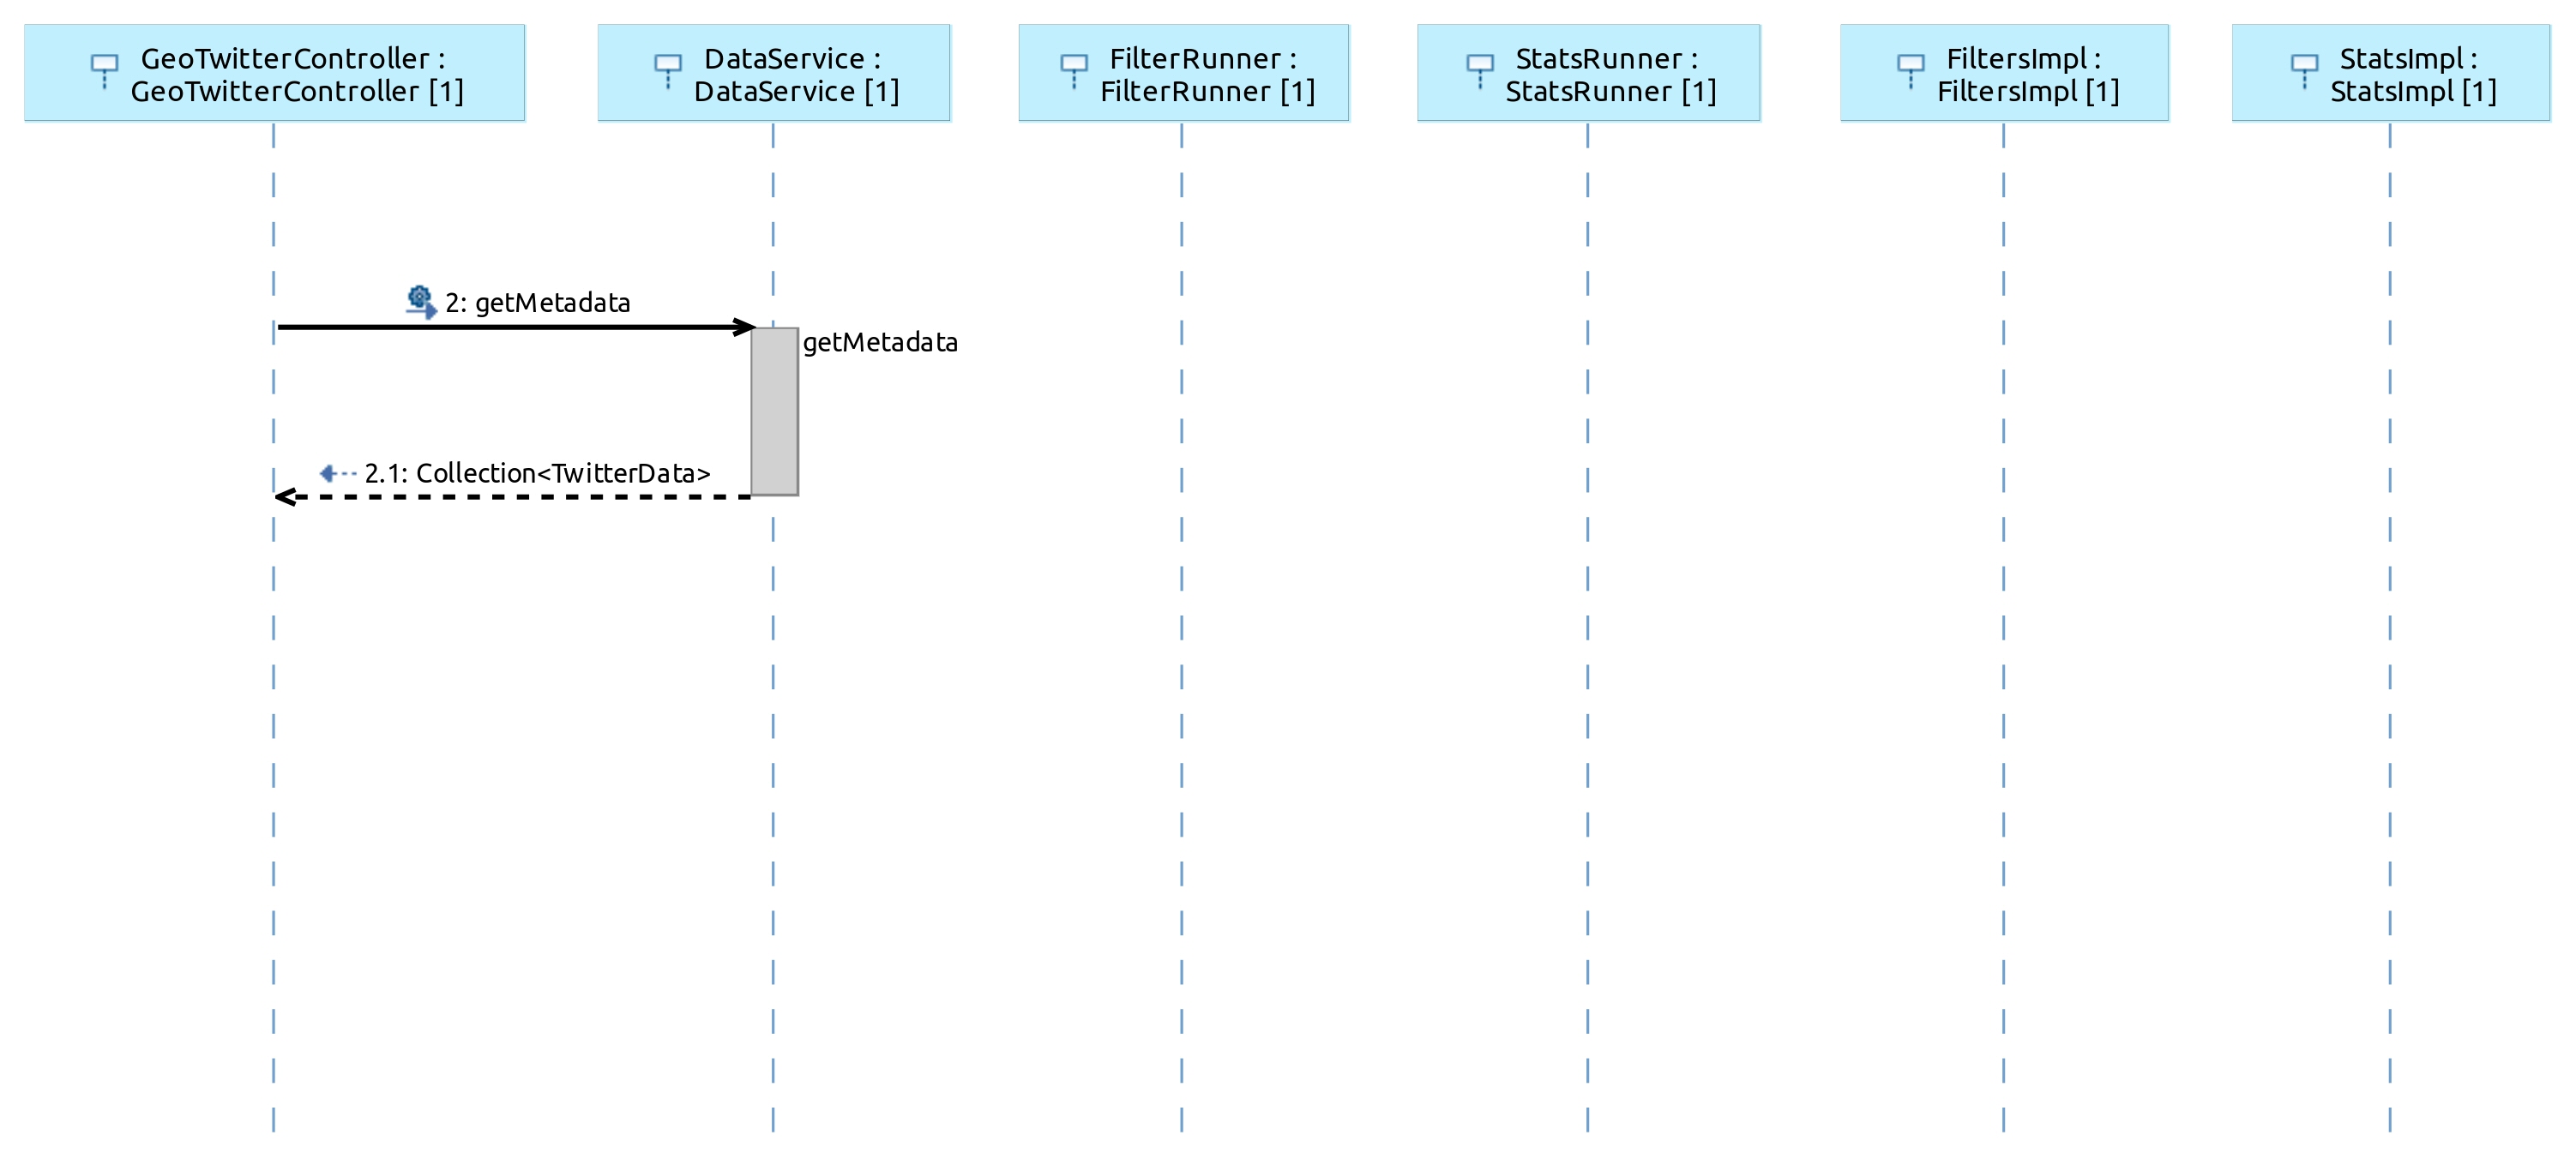 GeoTwitterController :
GeoTwitterController [1]
DataService :
DataService [1]
FilterRunner :
FilterRunner [1]
StatsRunner :
StatsRunner [1]
FiltersImpl :
FiltersImpl [1]
StatsImpl :
StatsImpl [1]
2: getMetadata
getMetadata
2.1: Collection<TwitterData>